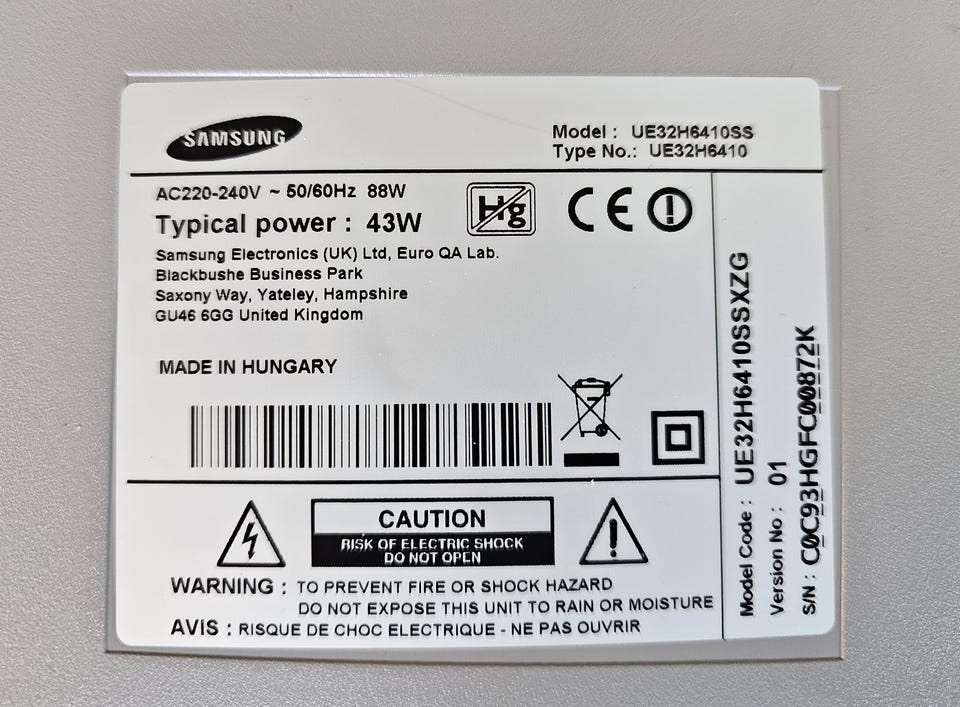 SAMSUNG
Model : UE32H6410SS
Type No.: UE32H6410
AC220-240V ~ 50/60Hz 88W
Typical power : 43W
Hg
CE
Samsung Electronics (UK) Ltd, Euro QA Lab.
Blackbushe Business Park
Saxony Way, Yateley, Hampshire
GU46 6GG United Kingdom
MADE IN HUNGARY
CAUTION
RISK OF ELECTRIC SHOCK
DO NOT OPEN
WARNING : TO PREVENT FIRE OR SHOCK HAZARD
DO NOT EXPOSE THIS UNIT TO RAIN OR MOISTURE
AVIS : RISQUE DE CHOC ELECTRIQUE - NE PAS OUVRIR
Model Code : UE32H6410SSXZG
Version No : 01
S/N : C0C93HGFC00872K